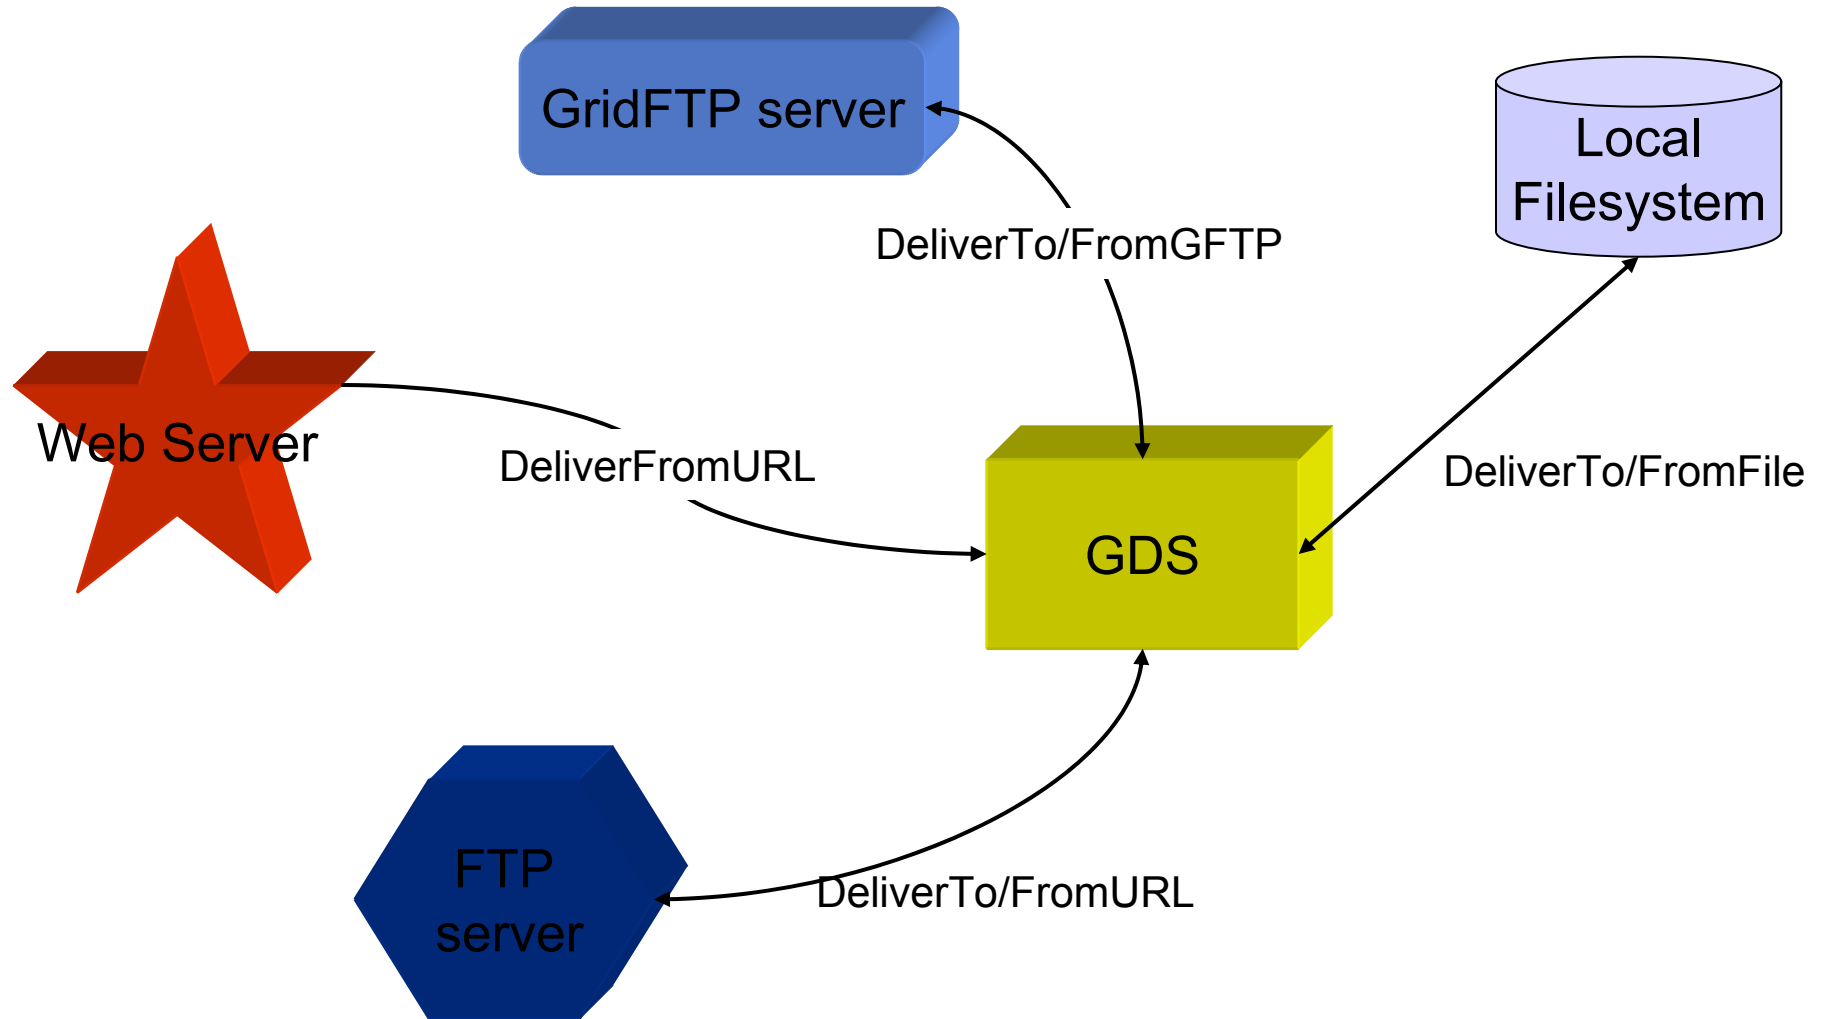 GridFTP server
Local
Filesystem
DeliverTo/FromGFTP
Web Server
DeliverFromURL
DeliverTo/FromFile
GDS
FTP
server
DeliverTo/FromURL